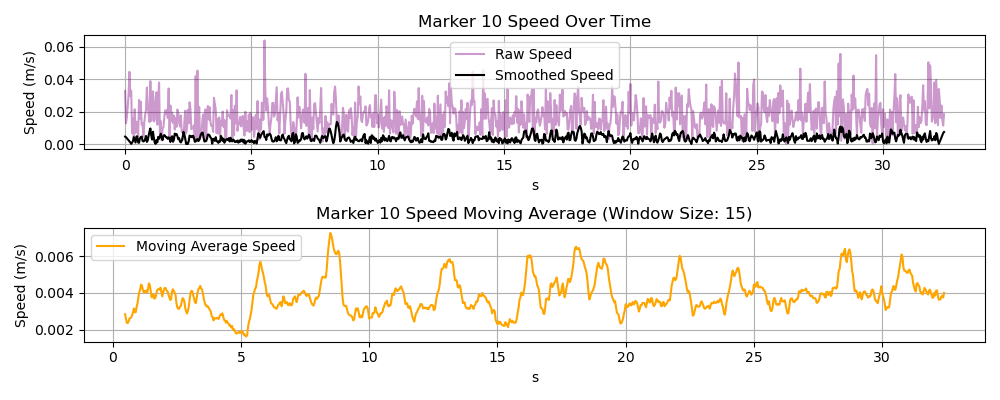 Marker 10 Speed Over Time
Speed (m/s)
0.06
0.04
0.02
0.00
Raw Speed
Smoothed Speed
0 5 10 15 20 25 30
s
Marker 10 Speed Moving Average (Window Size: 15)
Speed (m/s)
0.006
0.004
0.002
Moving Average Speed
0 5 10 15 20 25 30
s